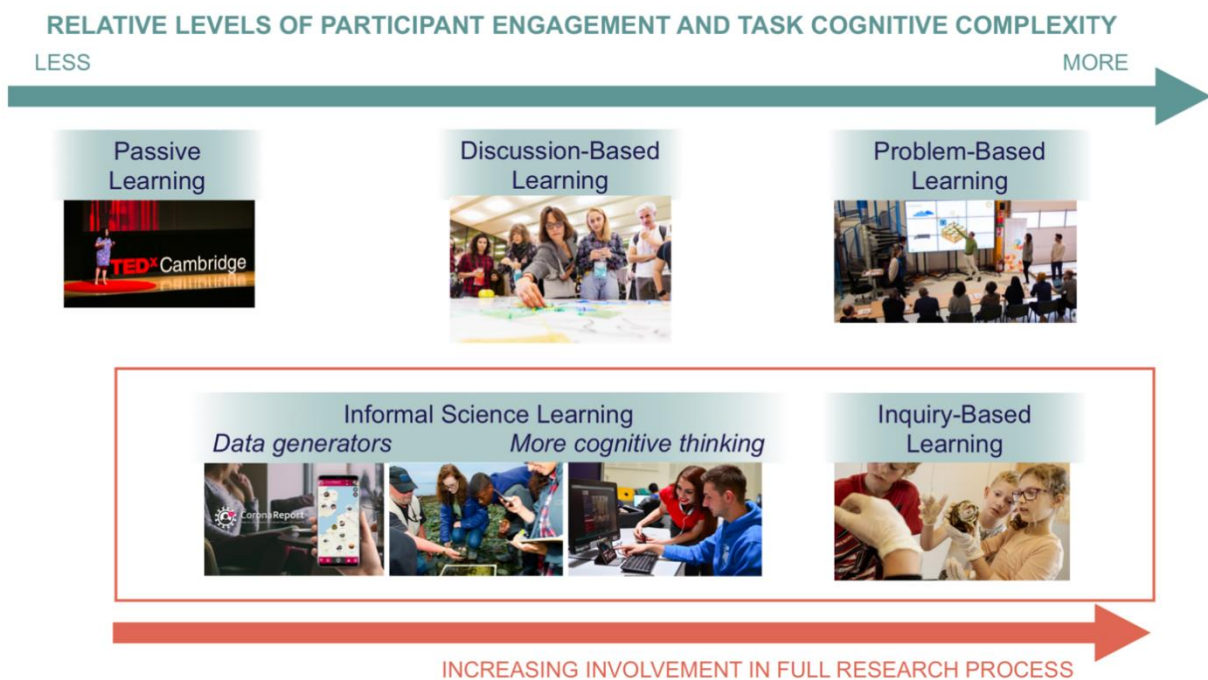 RELATIVE LEVELS OF PARTICIPANT ENGAGEMENT AND TASK COGNITIVE COMPLEXITY
LESS
MORE
Passive
Learning
TEDx Cambridge
Discussion-Based
Learning
Problem-Based
Learning
Informal Science Learning
Data generators
More cognitive thinking
CoronaReport
Inquiry-Based
Learning
INCREASING INVOLVEMENT IN FULL RESEARCH PROCESS